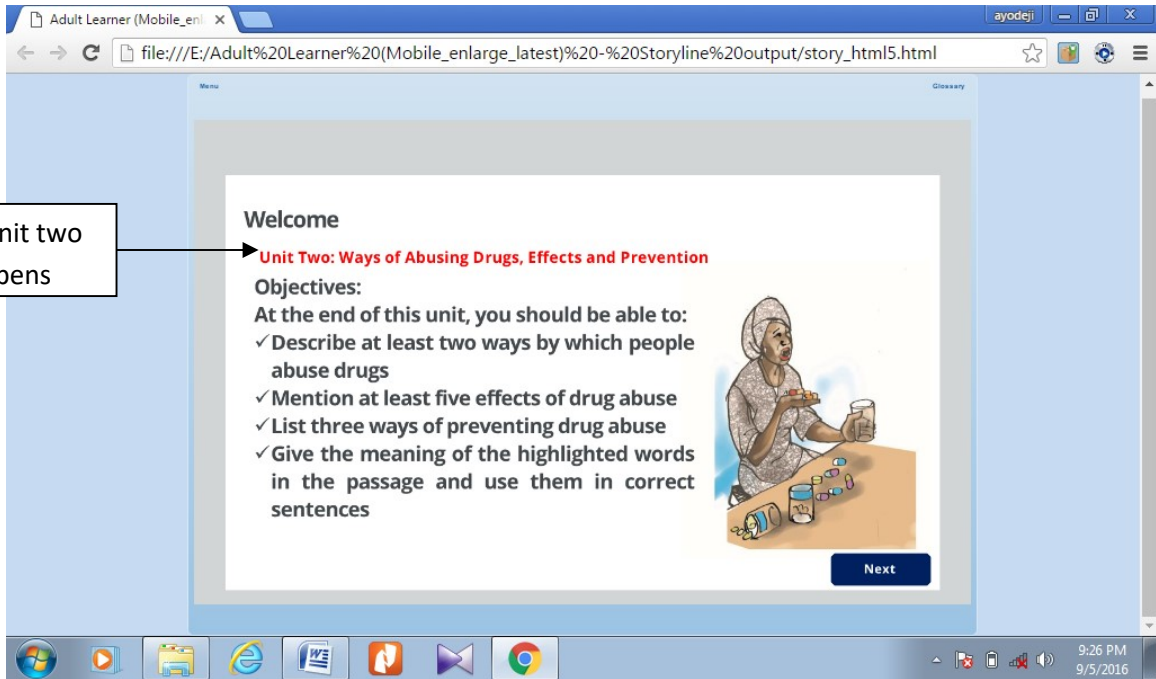 Adult Learner (Mobile_en
ayodeji
file:///E:/Adult%20Learner%20(Mobile_enlarge_latest)%20-%20Storyline%20output/story_html5.html
Menu
Glossary
Welcome
nit two
pens
Unit Two: Ways of Abusing Drugs, Effects and Prevention
Objectives:
At the end of this unit, you should be able to:
✓Describe at least two ways by which people
abuse drugs
✓Mention at least five effects of drug abuse
✓List three ways of preventing drug abuse
✓Give the meaning of the highlighted words
in the passage and use them in correct
sentences
Next
9:26 PM
9/5/2016